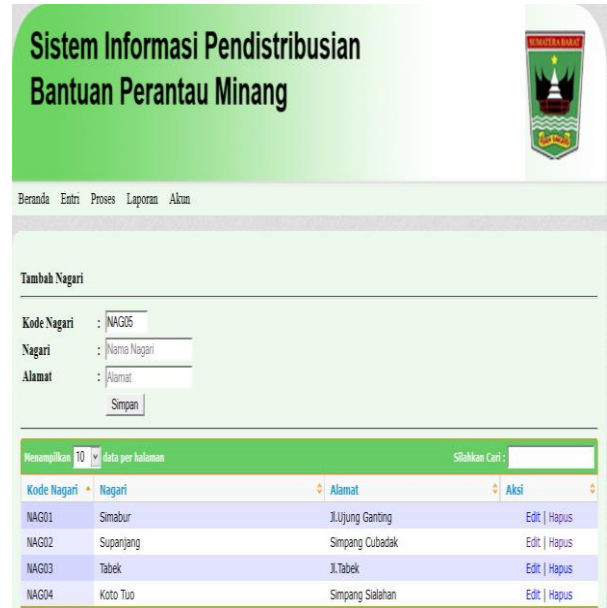 Sistem Informasi Pendistribusian
Bantuan Perantau Minang
SUMATERA BARAT
Beranda Entri Proses Laporan Akun
Tambah Nagari
Kode Nagari : NAG05
Nagari : Nama Nagari
Alamat : Alamat
Simpan
Menampilkan 10 data per halaman Silahkan Cari :
Kode Nagari Nagari Alamat Aksi
NAG01 Simabur Jl.Ujung Ganting Edit | Hapus
NAG02 Supanjang Simpang Cubadak Edit | Hapus
NAG03 Tabek Jl.Tabek Edit | Hapus
NAG04 Koto Tuo Simpang Sialahan Edit | Hapus